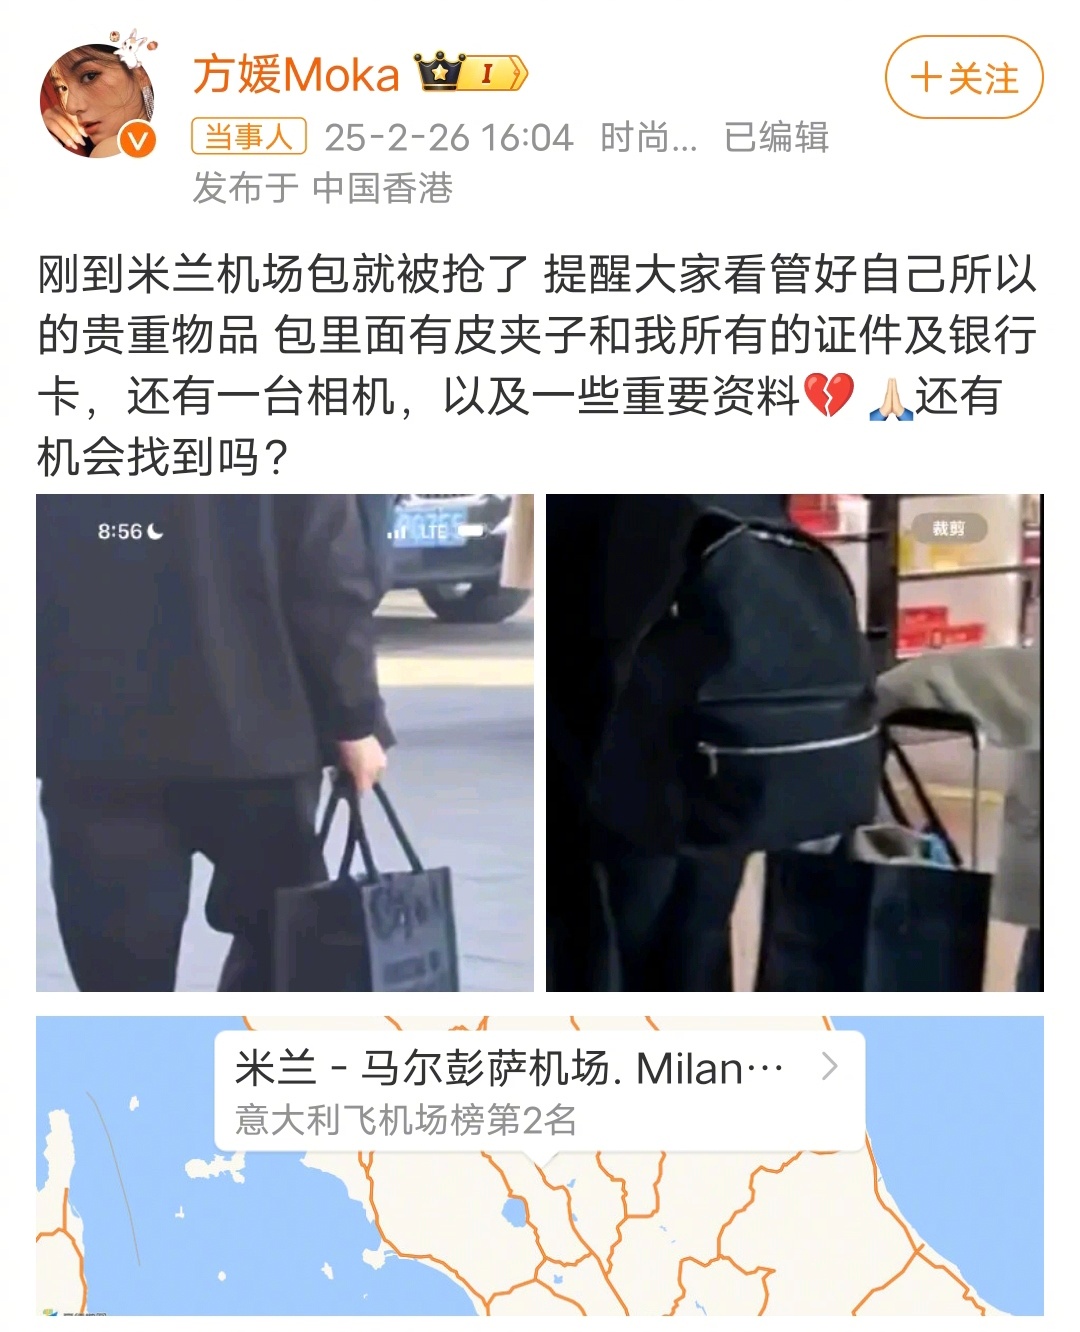 方媛Moka I
+关注
当事人 25-2-26 16:04 时尚... 已编辑
发布于 中国香港
刚到米兰机场包就被抢了 提醒大家看管好自己所以
的贵重物品 包里面有皮夹子和我所有的证件及银行
卡，还有一台相机，以及一些重要资料💔 🙏🏻还有
机会找到吗？
8:56
LTE
裁剪
米兰 - 马尔彭萨机场. Milan...
意大利飞机场榜第2名